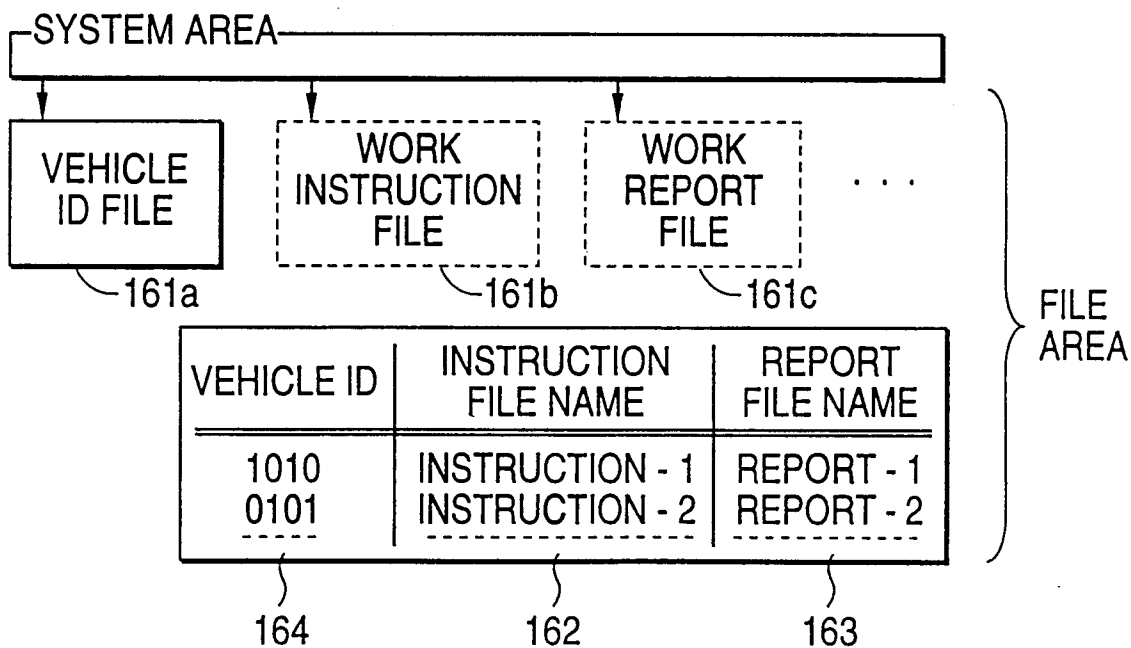 SYSTEM AREA
VEHICLE
ID FILE
WORK
INSTRUCTION
FILE
WORK
REPORT
FILE
. . .
161a
161b
161c
FILE
AREA
VEHICLE ID
INSTRUCTION
FILE NAME
REPORT
FILE NAME
1010 INSTRUCTION - 1 REPORT - 1
0101 INSTRUCTION - 2 REPORT - 2
164 162 163